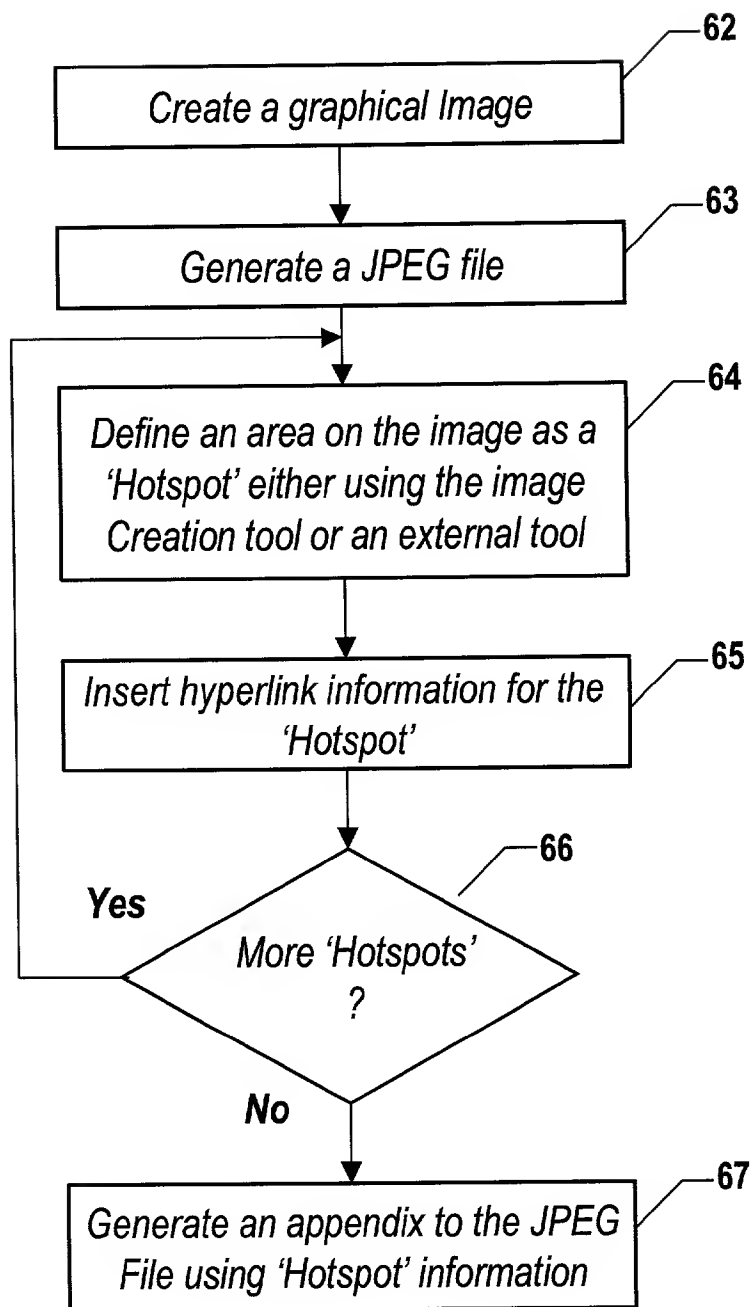 62
Create a graphical Image
63
Generate a JPEG file
64
Define an area on the image as a
‘Hotspot’ either using the image
Creation tool or an external tool
65
Insert hyperlink information for the
‘Hotspot’
66
Yes
More ‘Hotspots’
?
No
67
Generate an appendix to the JPEG
File using ‘Hotspot’ information